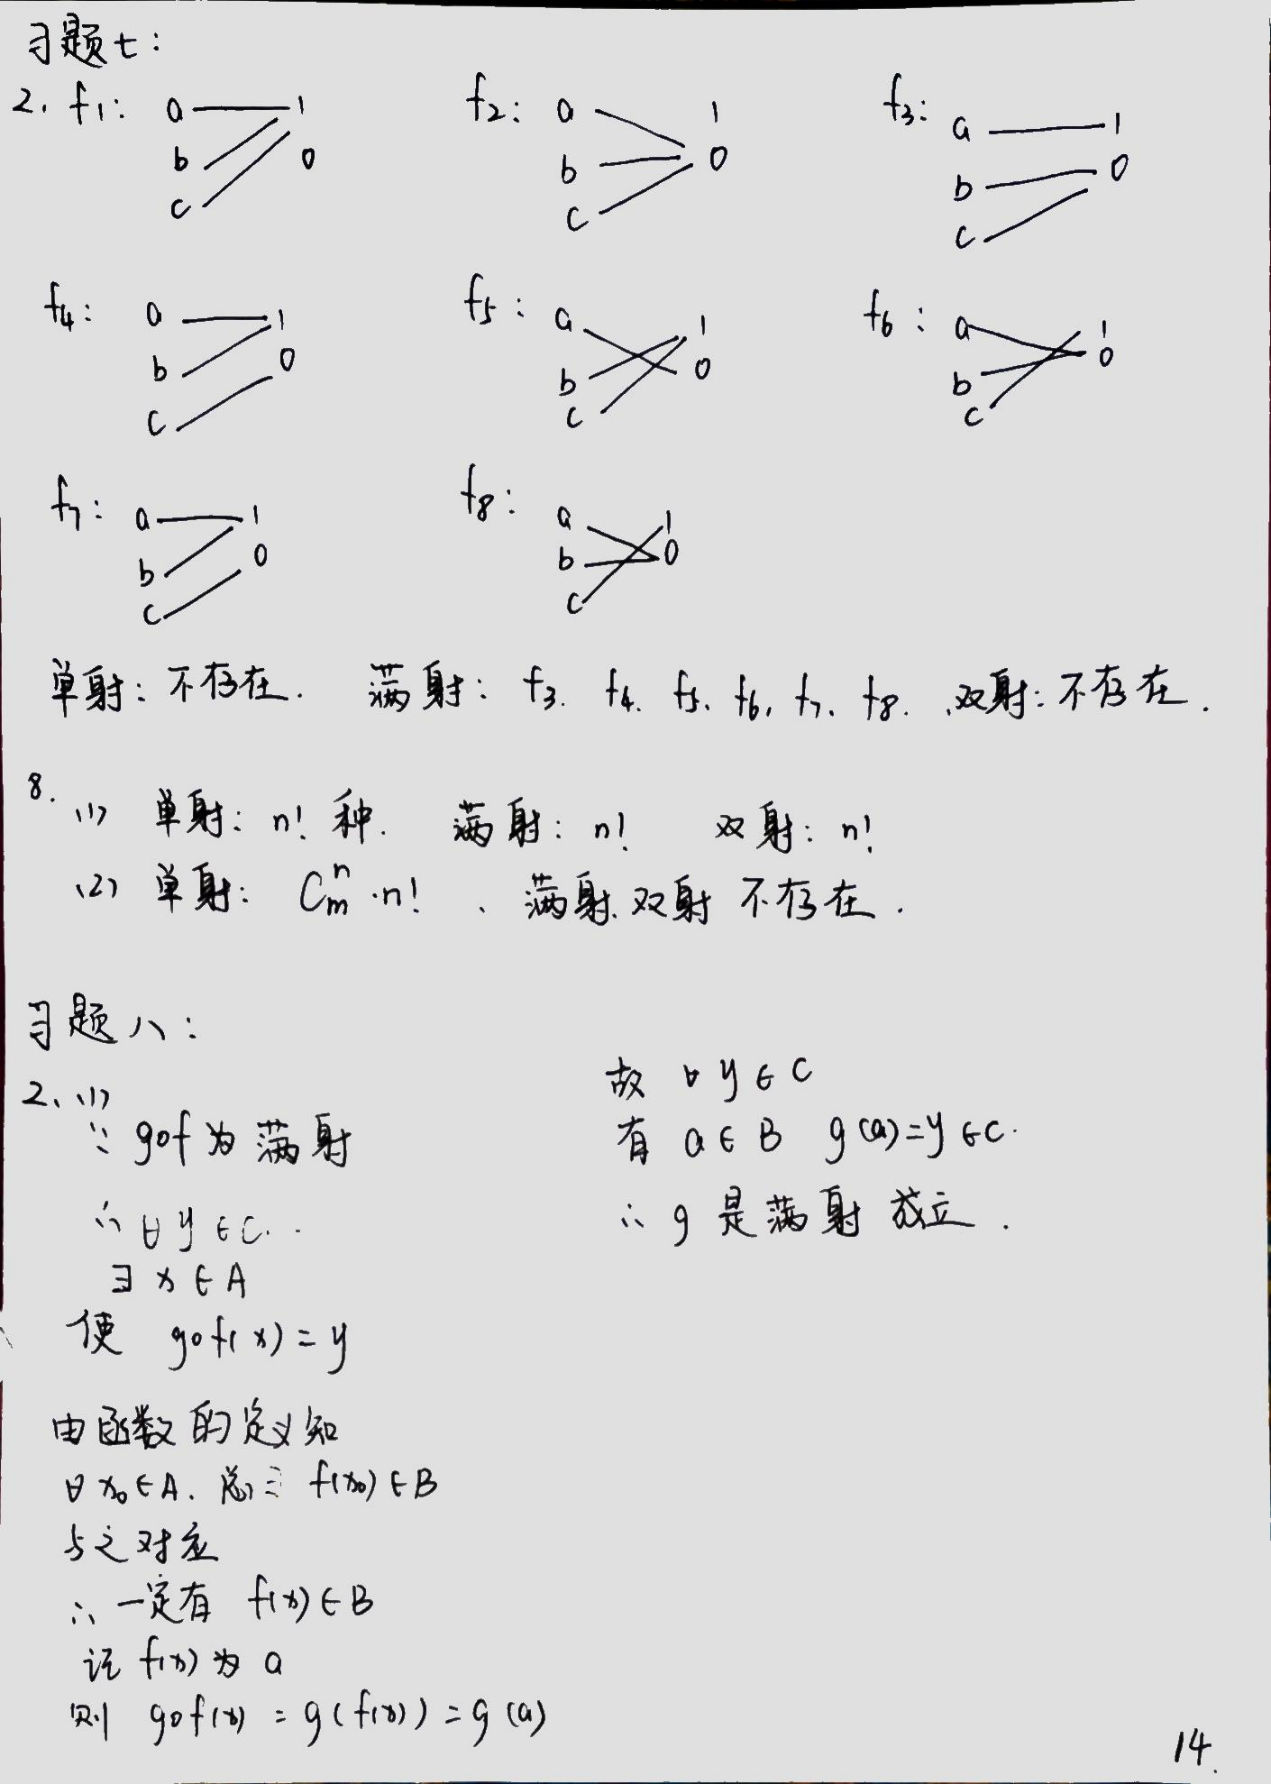 习题七:
2. f1: a 1 f2: a 1 f3: a 1
b 0 b 0 b 0
c c c
f4: a 1 f5: a 1 f6: a 1
b 0 b 0 b 0
c c c
f7: a 1 f8: a 1
b 0 b 0
c c
单射: 不存在. 满射: f3. f4. f5. f6. f7. f8. 双射: 不存在.
8. (1) 单射: n! 种. 满射: n! 双射: n!
(2) 单射: Cₘⁿ·n! 、满射.双射 不存在.
习题八:
2、(1)
∵ g∘f 为 满射
∴ ∀ y ∈ C.
∃ x ∈ A
使 g∘f(x) = y
由函数的定义知
∀ x₀ ∈ A. 总∃ f(x₀) ∈ B
与之对应
∴ 一定有 f(x) ∈ B
记 f(x) 为 a
则 g∘f(x) = g(f(x)) = g(a)
故 ∀ y ∈ C
有 a ∈ B g(a)=y ∈ C.
∴ g 是满射 成立.
14.